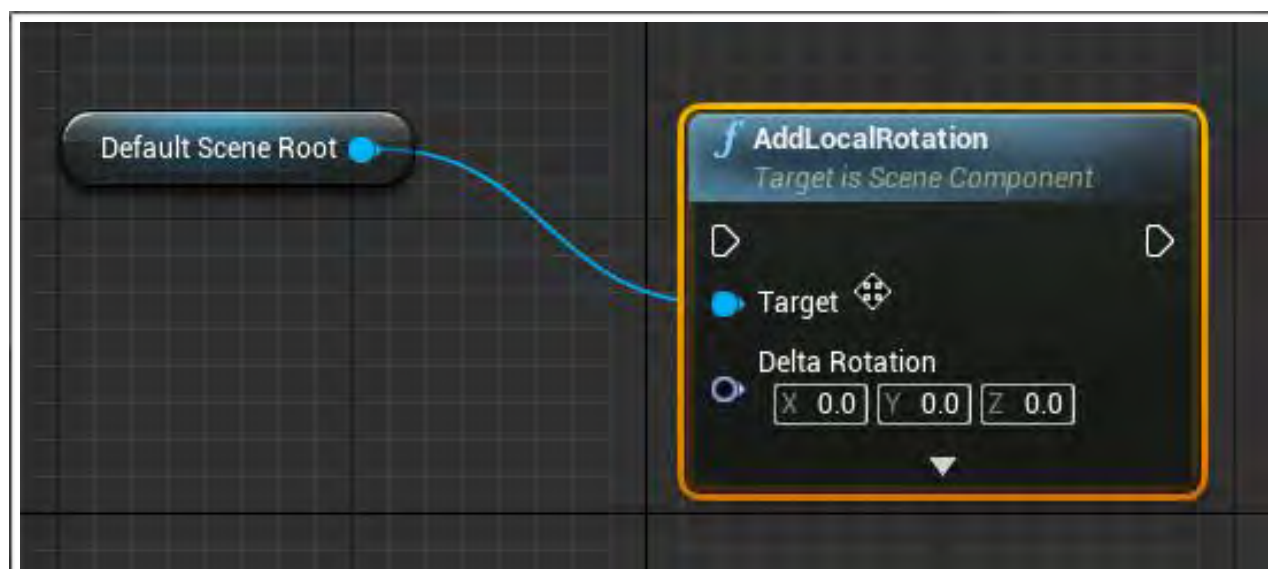 Default Scene Root
f AddLocalRotation
Target is Scene Component
Target
Delta Rotation
X 0.0 Y 0.0 Z 0.0